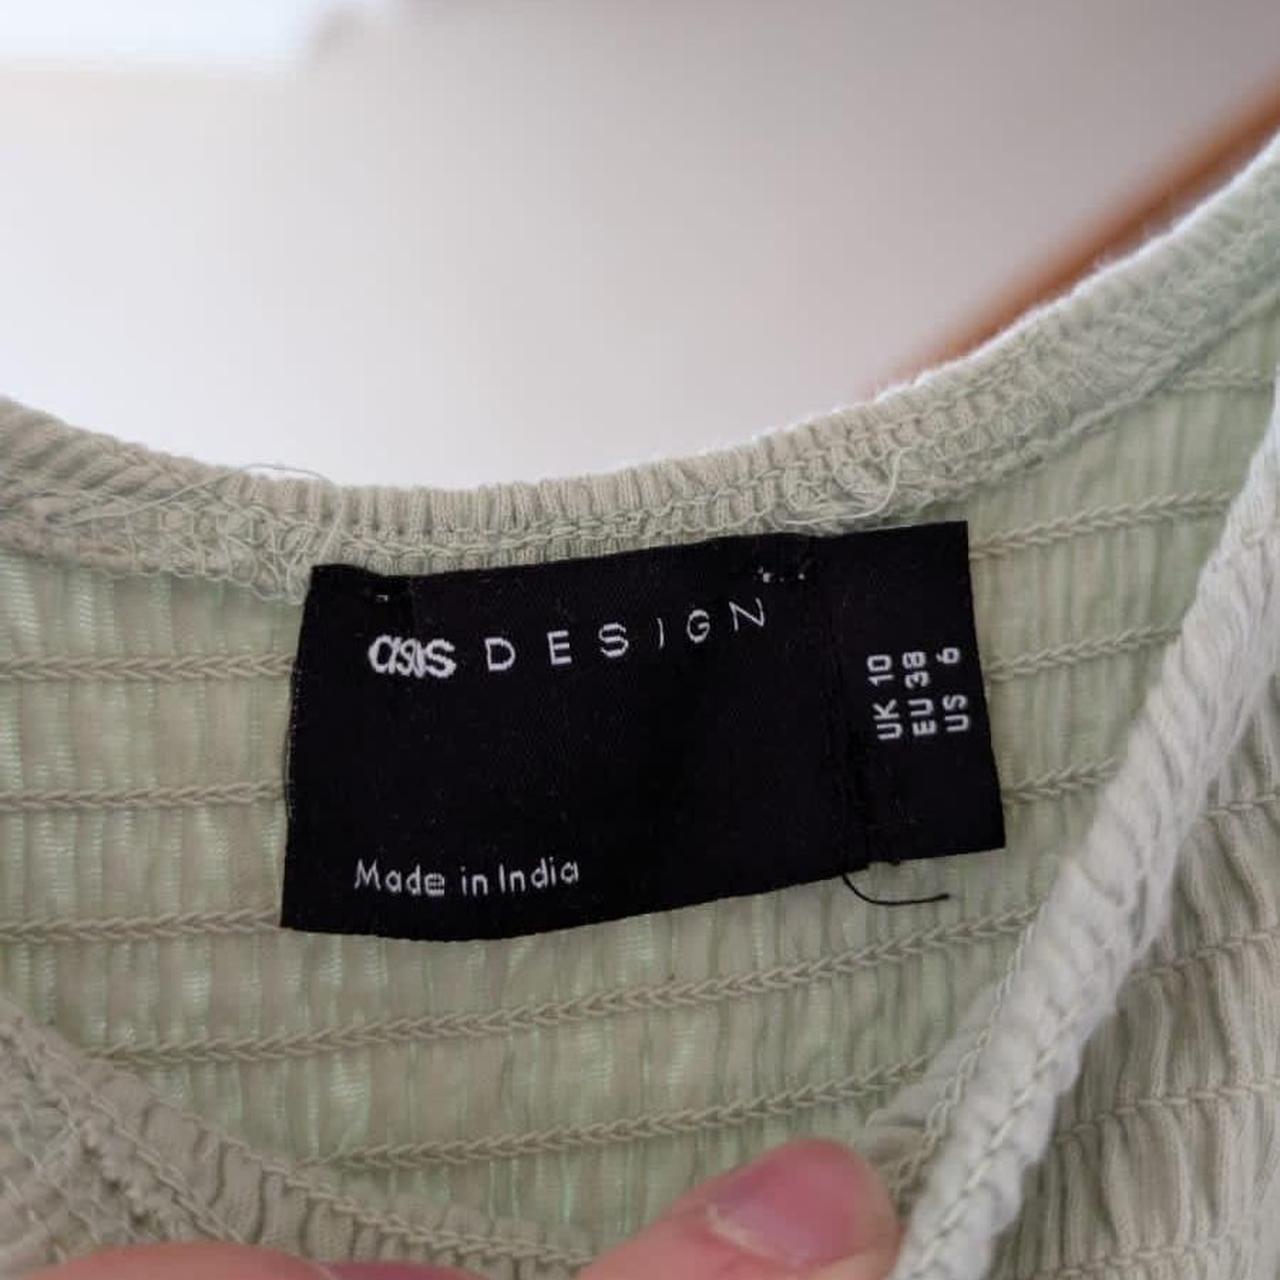 asos DESIGN
Made in India
UK 10
EU 38
US 6